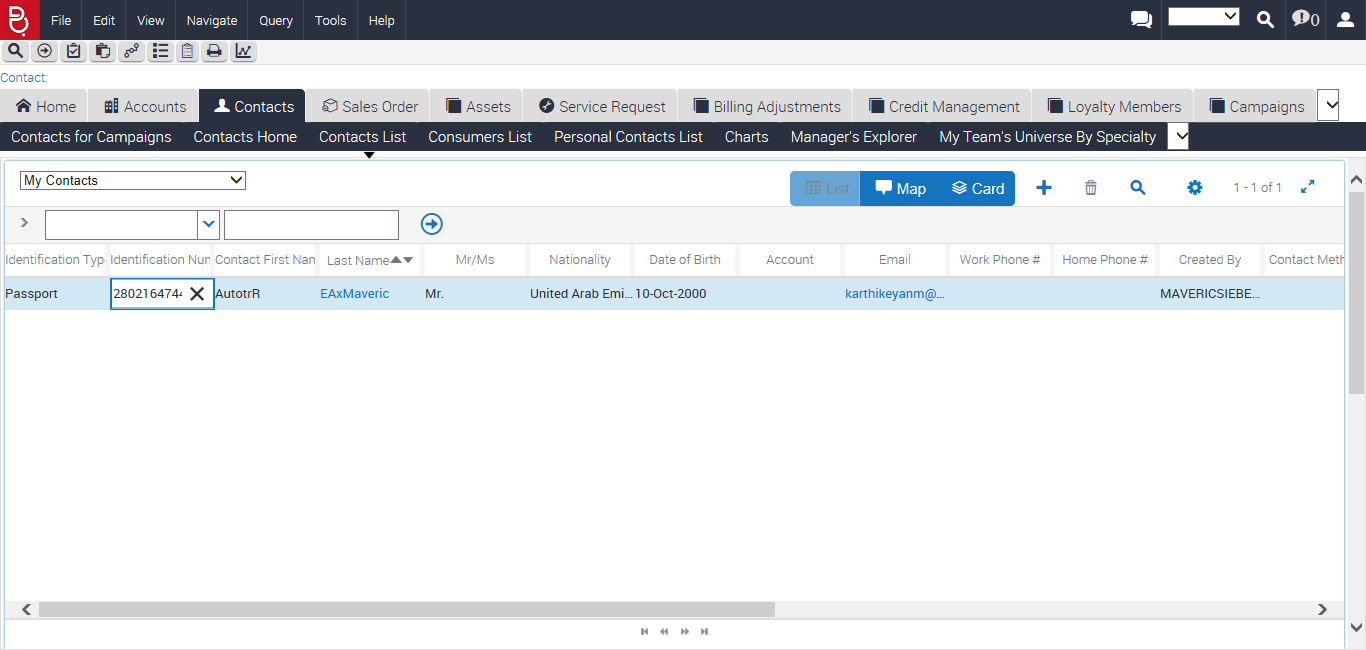 File Edit View Navigate Query Tools Help 0
Contact:
Home Accounts Contacts Sales Order Assets Service Request Billing Adjustments Credit Management Loyalty Members Campaigns
Contacts for Campaigns Contacts Home Contacts List Consumers List Personal Contacts List Charts Manager's Explorer My Team's Universe By Specialty
My Contacts List Map Card 1 - 1 of 1
Identification Typ Identification Nun Contact First Nan Last Name Mr/Ms Nationality Date of Birth Account Email Work Phone # Home Phone # Created By Contact Meth
Passport 2802164744 AutotrR EAxMaveric Mr. United Arab Emi... 10-Oct-2000 karthikeyanm@... MAVERICSIEBE...